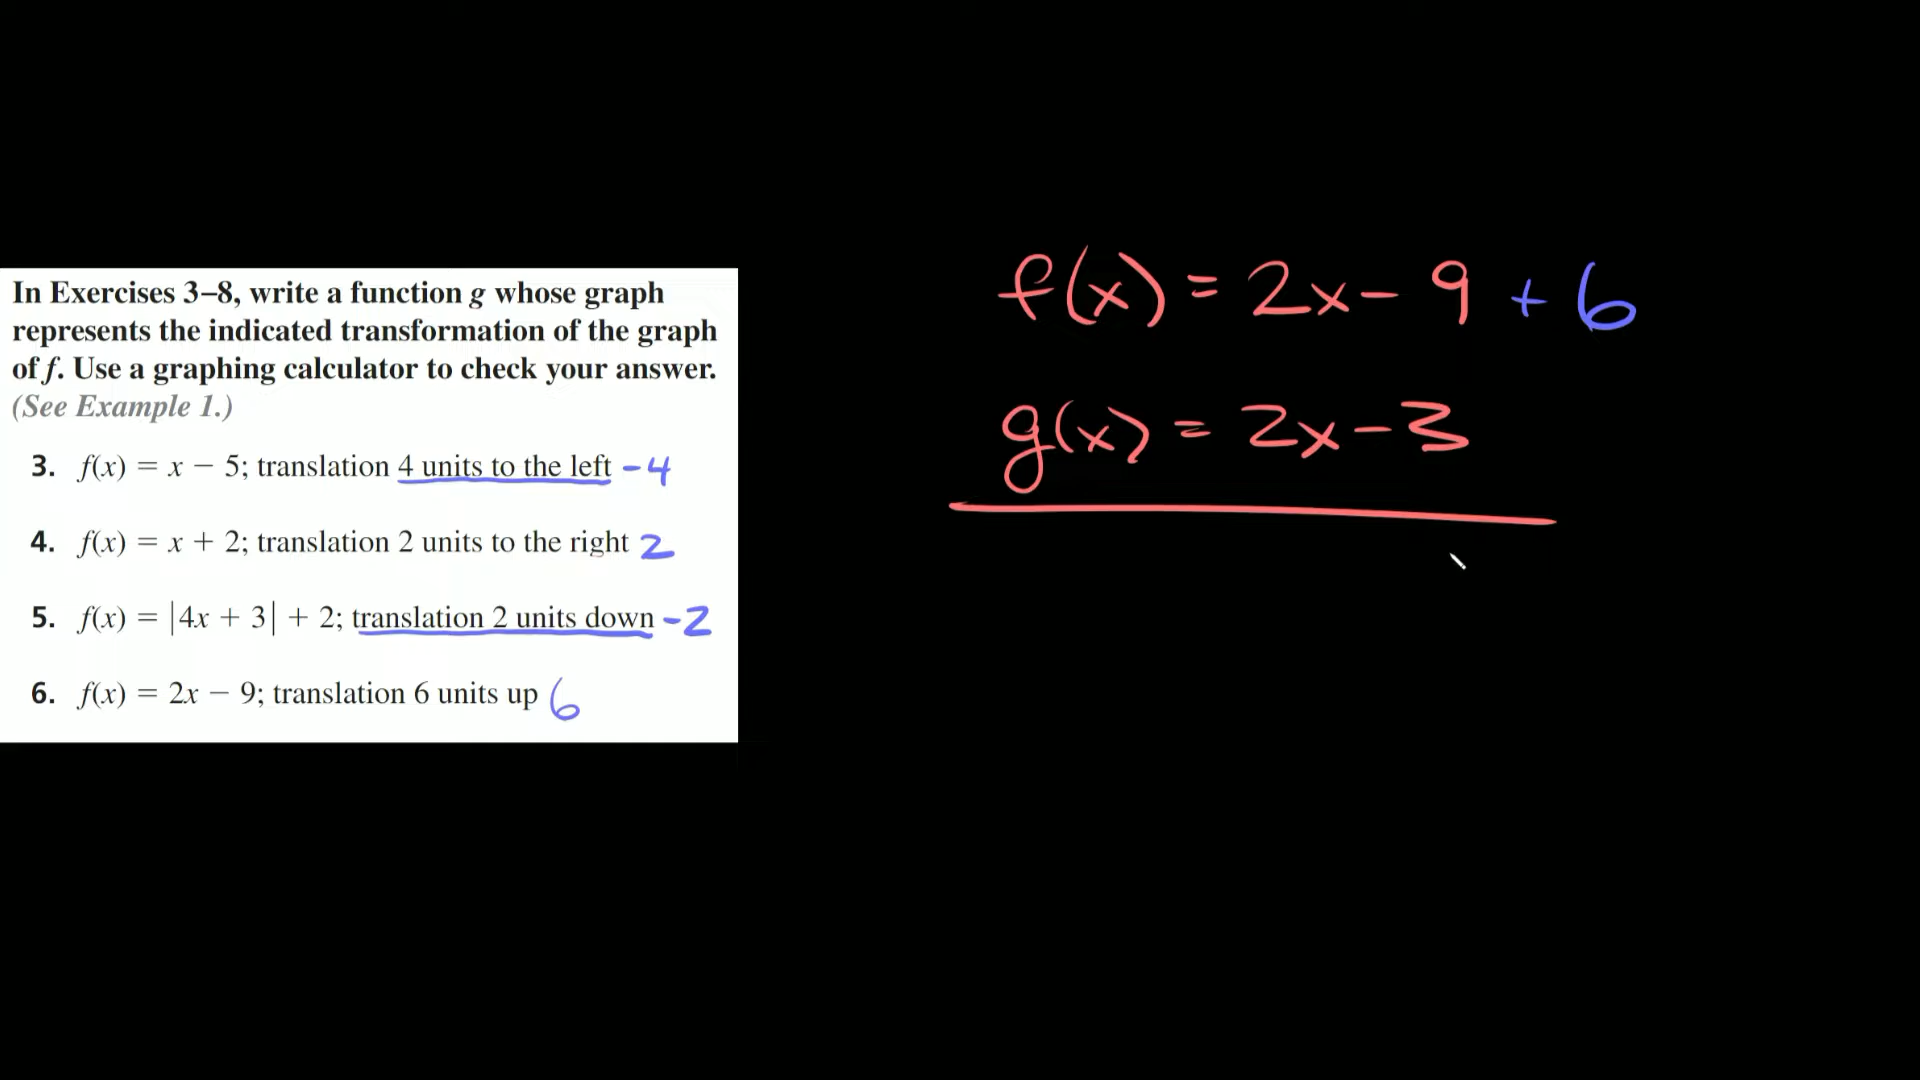 In Exercises 3–8, write a function g whose graph
represents the indicated transformation of the graph
of f. Use a graphing calculator to check your answer.
(See Example 1.)
3. f(x) = x − 5; translation 4 units to the left −4
4. f(x) = x + 2; translation 2 units to the right 2
5. f(x) = |4x + 3| + 2; translation 2 units down −2
6. f(x) = 2x − 9; translation 6 units up 6
f(x) = 2x − 9 + 6
g(x) = 2x − 3